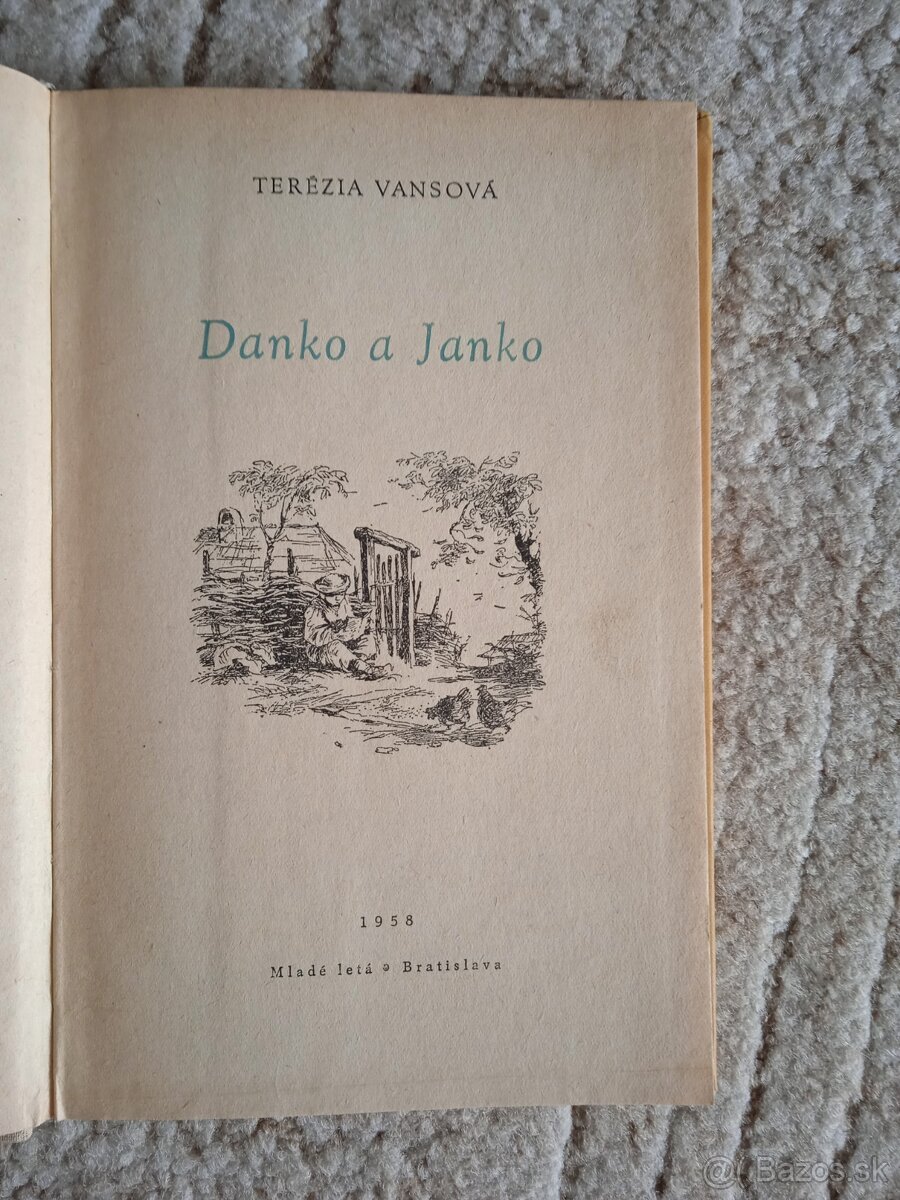 TERÉZIA VANSOVÁ
Danko a Janko
1958
Mladé letá • Bratislava
@ Bazos.sk